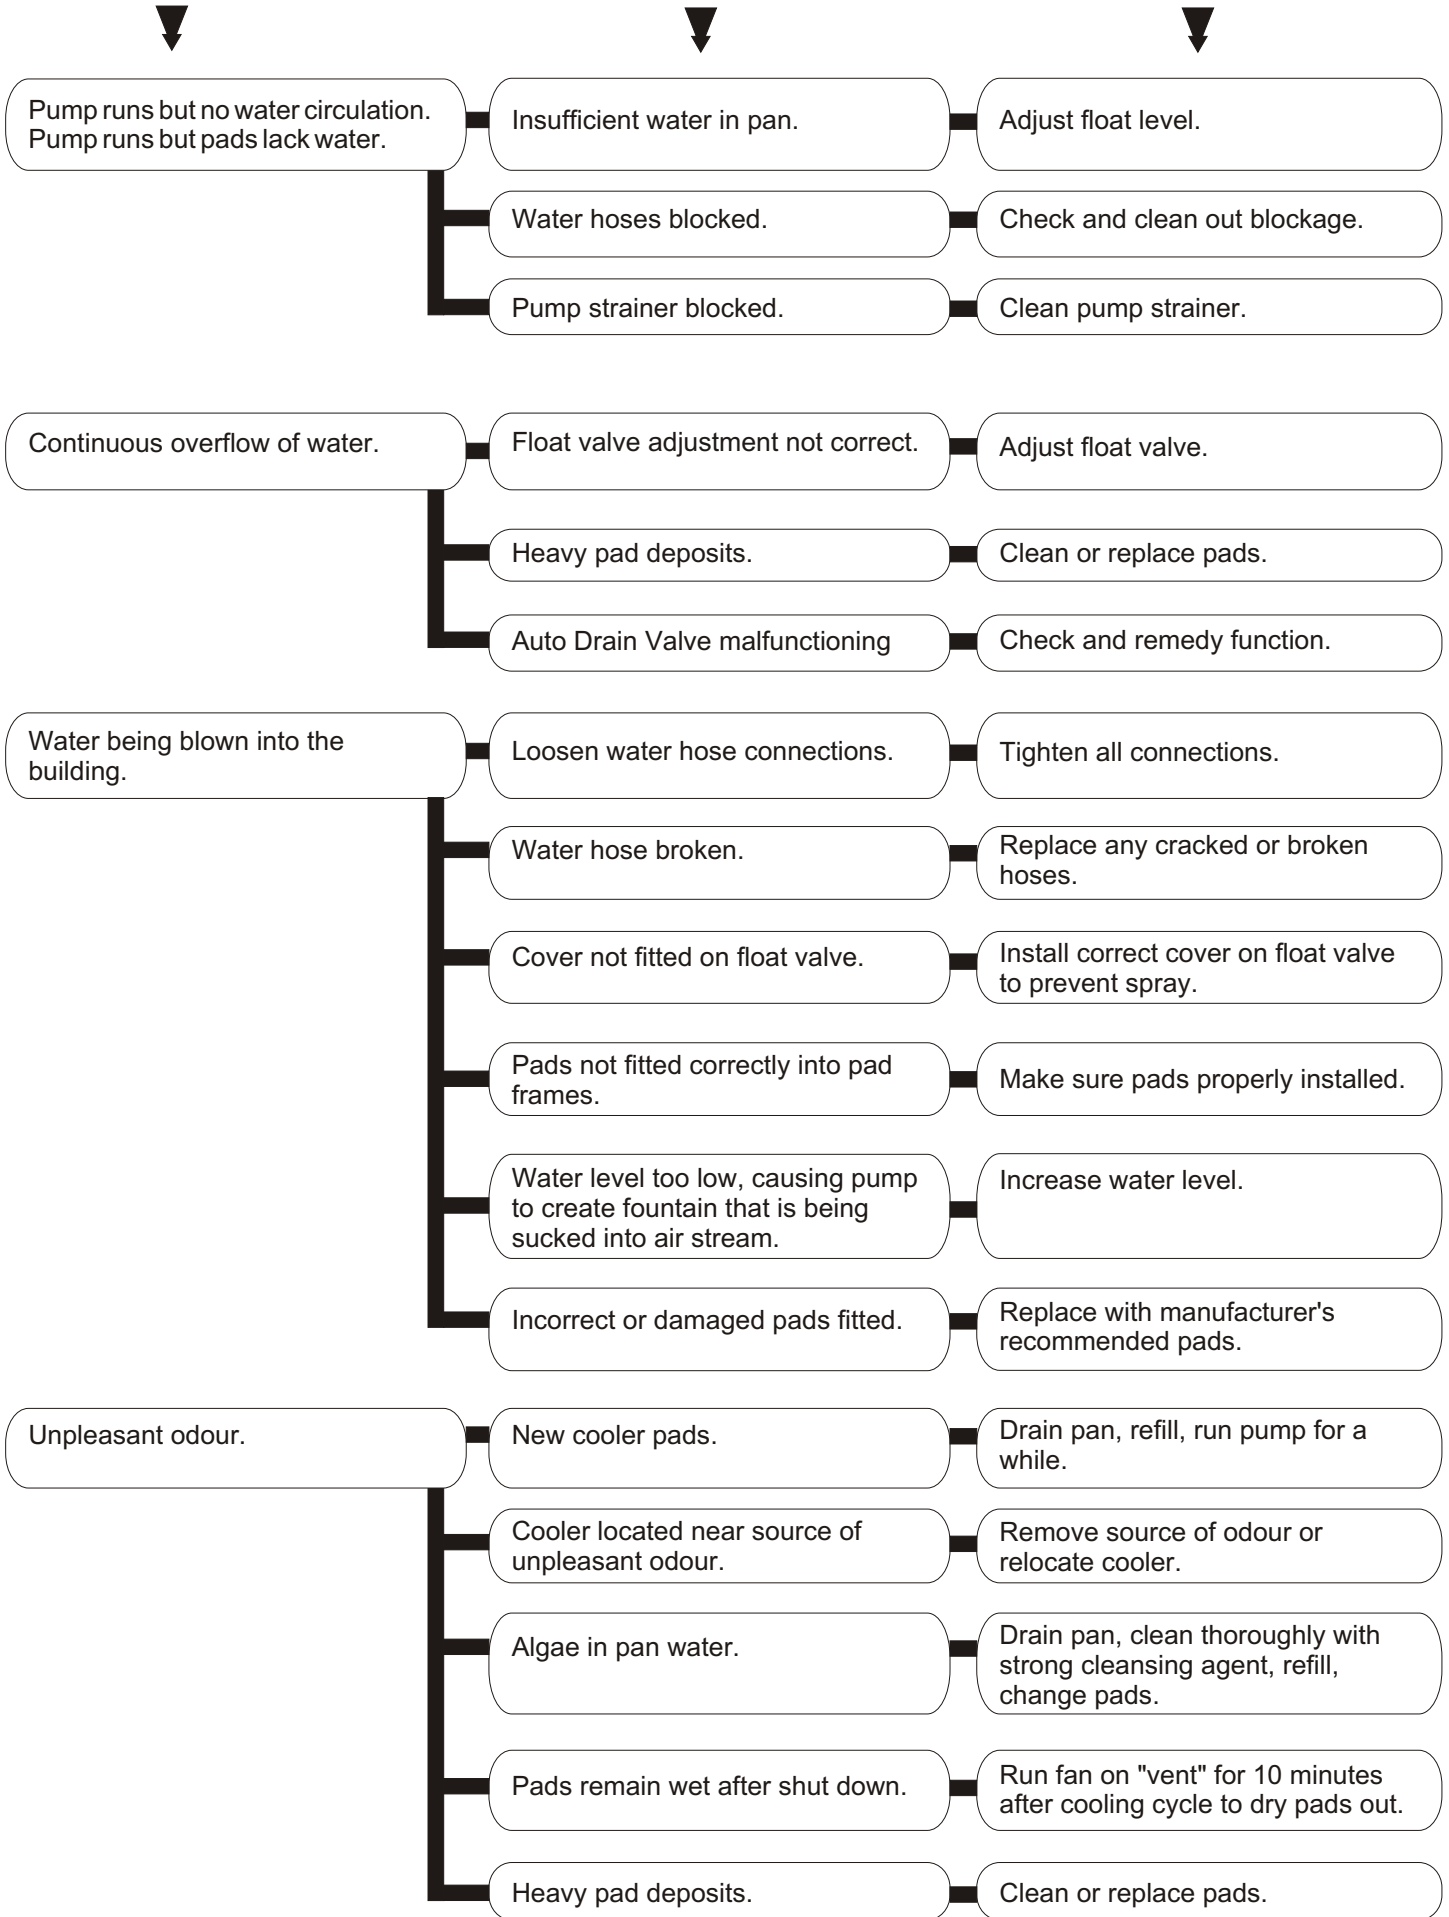 Pump runs but no water circulation.
Pump runs but pads lack water.
Insufficient water in pan.
Adjust float level.
Water hoses blocked.
Check and clean out blockage.
Pump strainer blocked.
Clean pump strainer.
Continuous overflow of water.
Float valve adjustment not correct.
Adjust float valve.
Heavy pad deposits.
Clean or replace pads.
Auto Drain Valve malfunctioning
Check and remedy function.
Water being blown into the
building.
Loosen water hose connections.
Tighten all connections.
Water hose broken.
Replace any cracked or broken
hoses.
Cover not fitted on float valve.
Install correct cover on float valve
to prevent spray.
Pads not fitted correctly into pad
frames.
Make sure pads properly installed.
Water level too low, causing pump
to create fountain that is being
sucked into air stream.
Increase water level.
Incorrect or damaged pads fitted.
Replace with manufacturer's
recommended pads.
Unpleasant odour.
New cooler pads.
Drain pan, refill, run pump for a
while.
Cooler located near source of
unpleasant odour.
Remove source of odour or
relocate cooler.
Algae in pan water.
Drain pan, clean thoroughly with
strong cleansing agent, refill,
change pads.
Pads remain wet after shut down.
Run fan on "vent" for 10 minutes
after cooling cycle to dry pads out.
Heavy pad deposits.
Clean or replace pads.